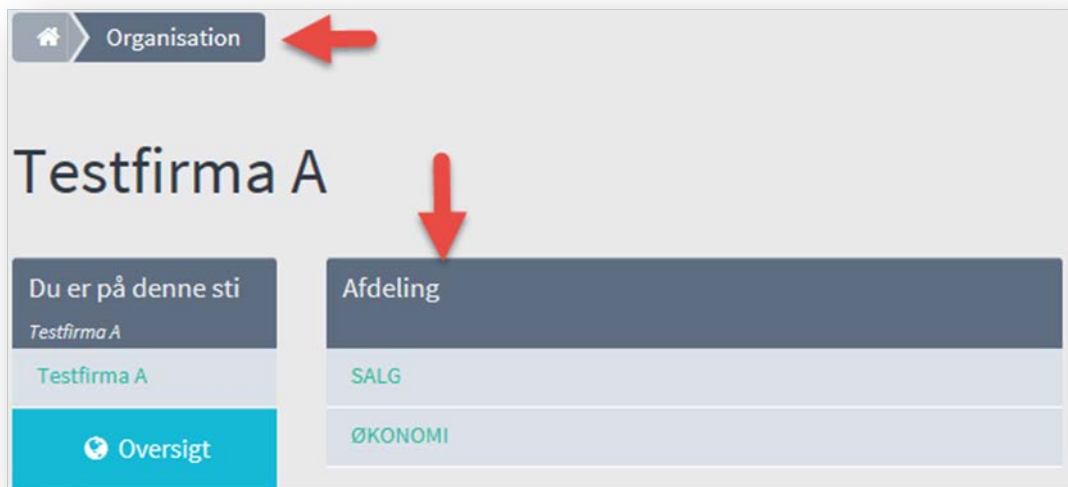 Organisation
Testfirma A
Du er på denne sti
Testfirma A
Testfirma A
Oversigt
Afdeling
SALG
ØKONOMI